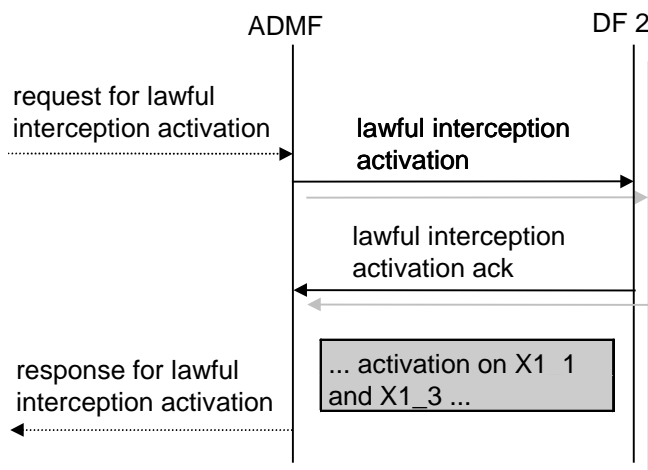 ADMF
DF 2
request for lawful
interception activation
lawful interception
activation
lawful interception
activation ack
... activation on X1 1
and X1_3 ...
response for lawful
interception activation